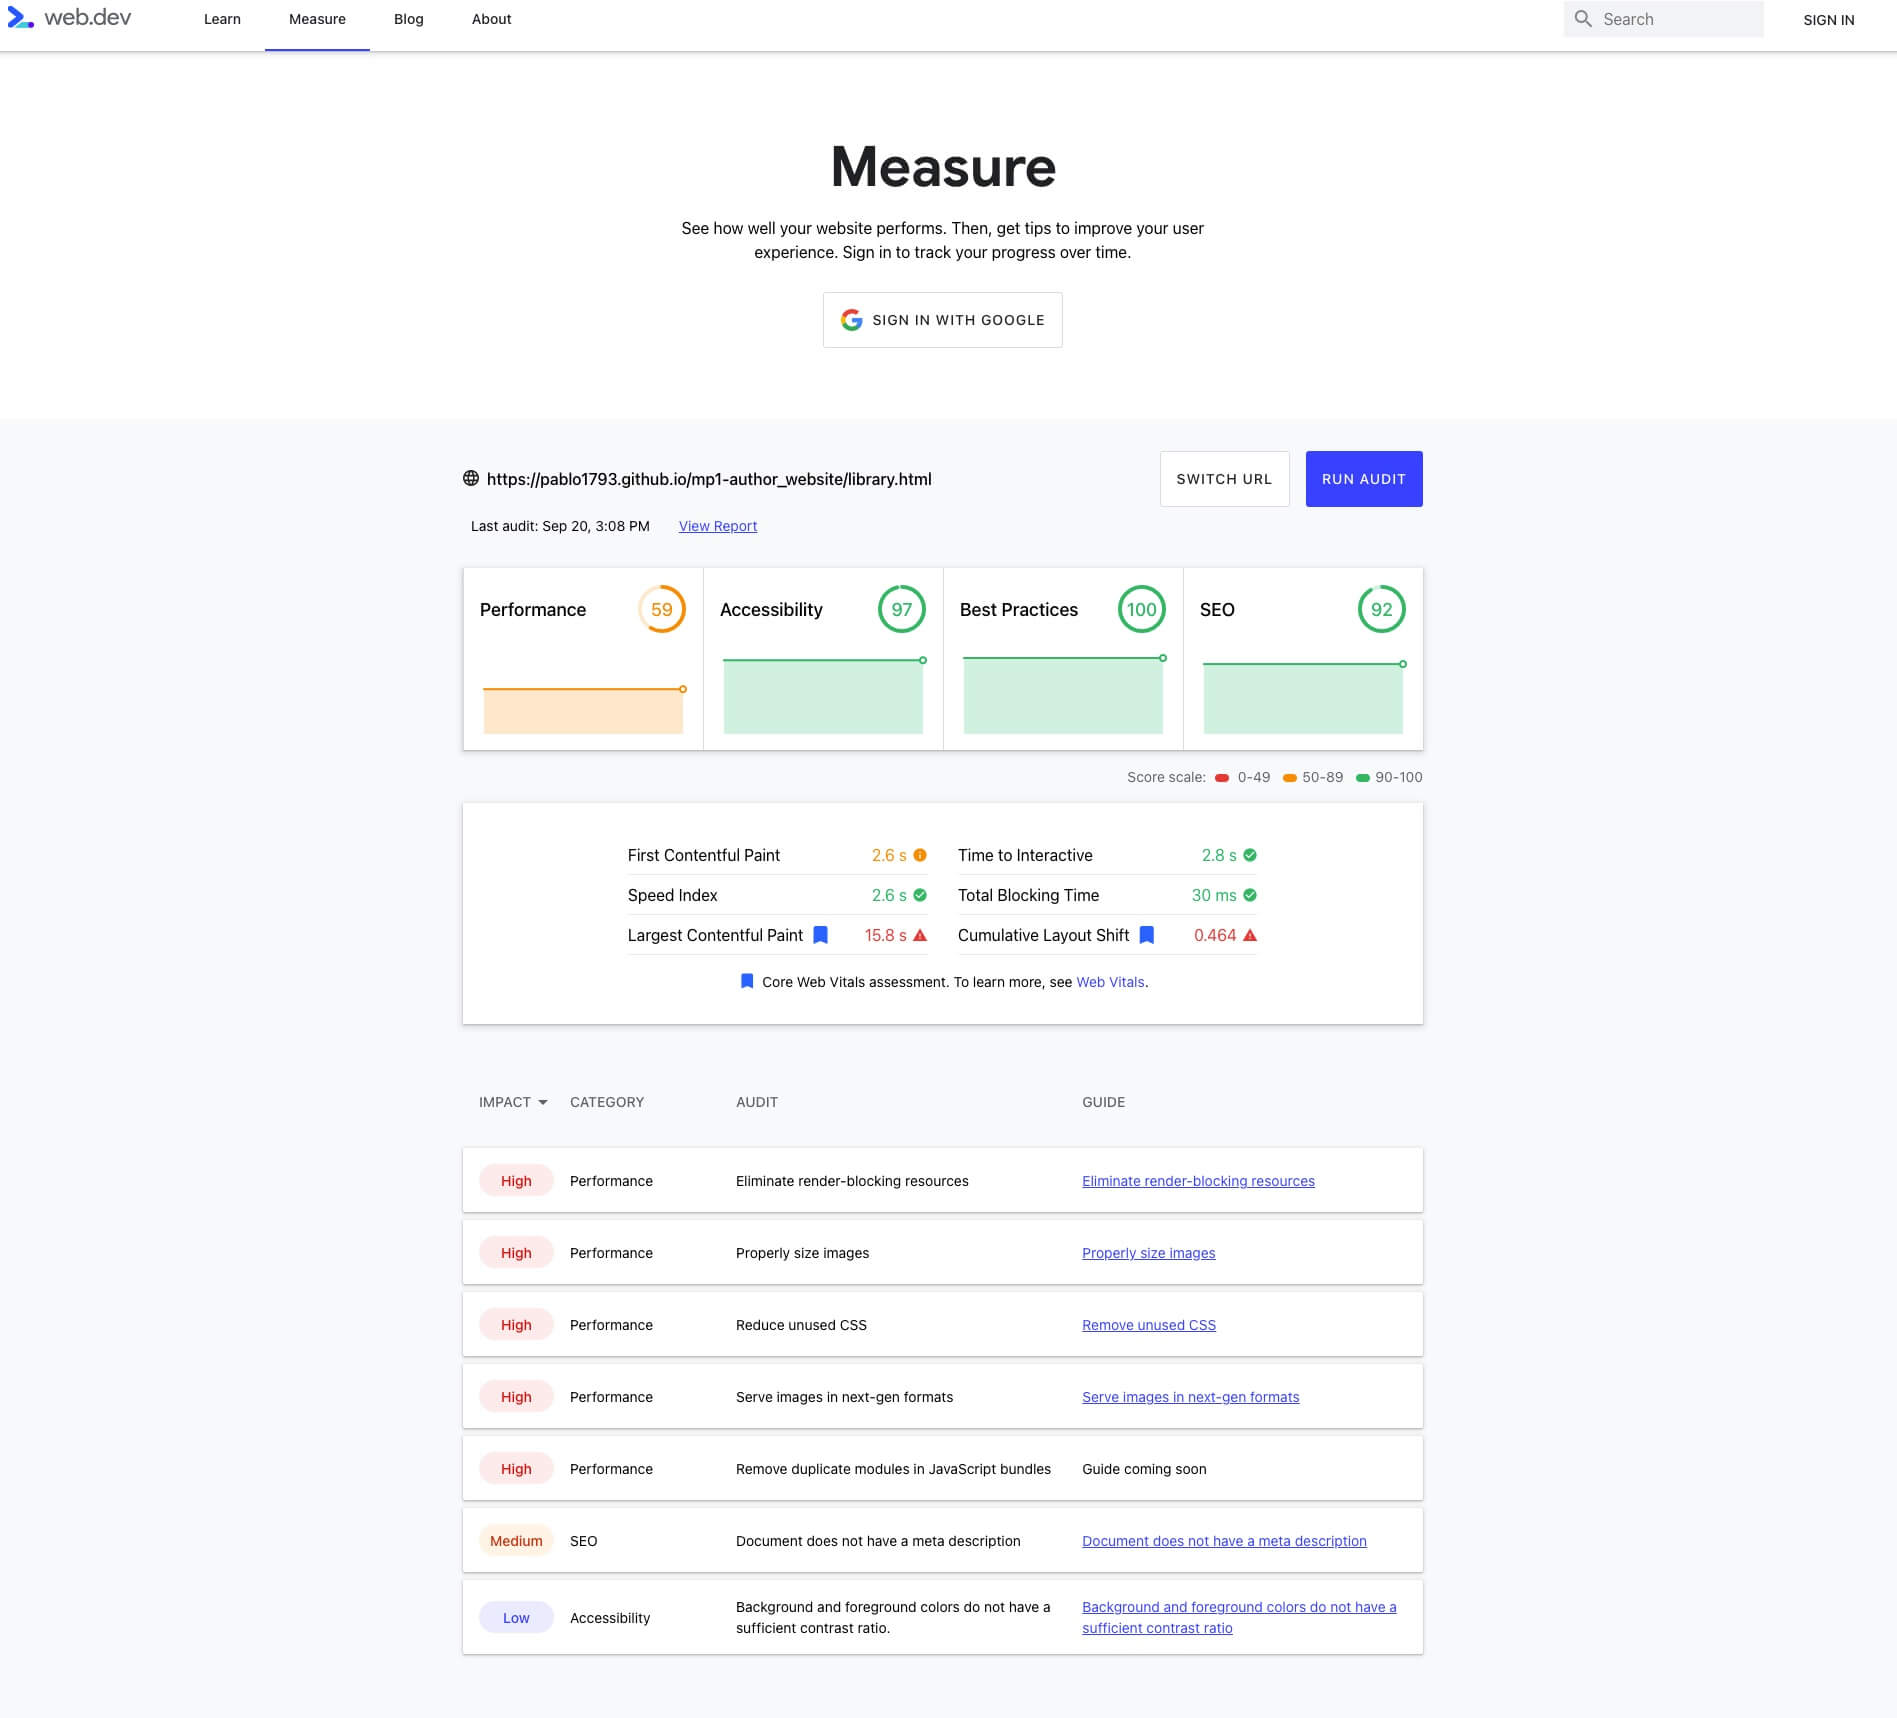 web.dev
Learn
Measure
Blog
About
Search
SIGN IN
Measure
See how well your website performs. Then, get tips to improve your user
experience. Sign in to track your progress over time.
SIGN IN WITH GOOGLE
https://pablo1793.github.io/mp1-author_website/library.html
SWITCH URL
RUN AUDIT
Last audit: Sep 20, 3:08 PM
View Report
Performance
59
Accessibility
97
Best Practices
100
SEO
92
Score scale: 0-49 50-89 90-100
First Contentful Paint 2.6 s
Time to Interactive 2.8 s
Speed Index 2.6 s
Total Blocking Time 30 ms
Largest Contentful Paint 15.8 s
Cumulative Layout Shift 0.464
Core Web Vitals assessment. To learn more, see Web Vitals.
IMPACT CATEGORY AUDIT GUIDE
High Performance Eliminate render-blocking resources Eliminate render-blocking resources
High Performance Properly size images Properly size images
High Performance Reduce unused CSS Remove unused CSS
High Performance Serve images in next-gen formats Serve images in next-gen formats
High Performance Remove duplicate modules in JavaScript bundles Guide coming soon
Medium SEO Document does not have a meta description Document does not have a meta description
Low
Accessibility
Background and foreground colors do not have a
sufficient contrast ratio.
Background and foreground colors do not have a
sufficient contrast ratio